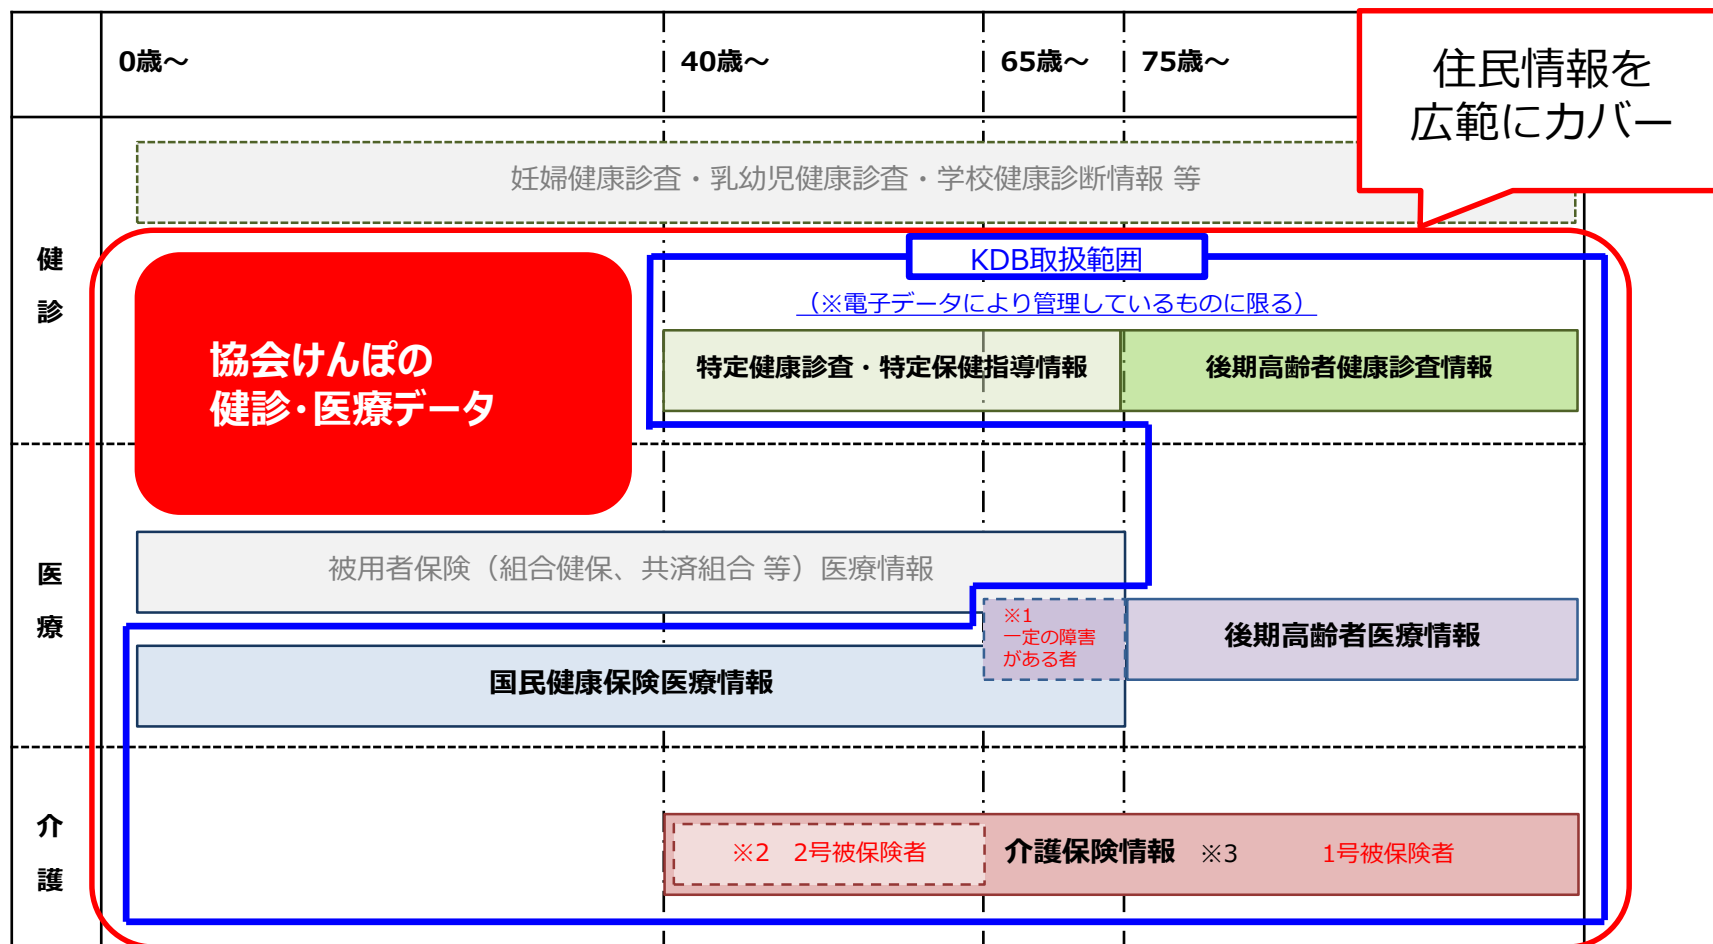 0歳～
40歳～
65歳～
75歳～
住民情報を
広範にカバー
妊婦健康診査・乳幼児健康診査・学校健康診断情報 等
健
診
KDB取扱範囲
（※電子データにより管理しているものに限る）
協会けんぽの
健診・医療データ
特定健康診査・特定保健指導情報
後期高齢者健康診査情報
医
療
被用者保険（組合健保、共済組合 等）医療情報
※1
一定の障害
がある者
後期高齢者医療情報
国民健康保険医療情報
介
護
※2 2号被保険者
介護保険情報 ※3
1号被保険者